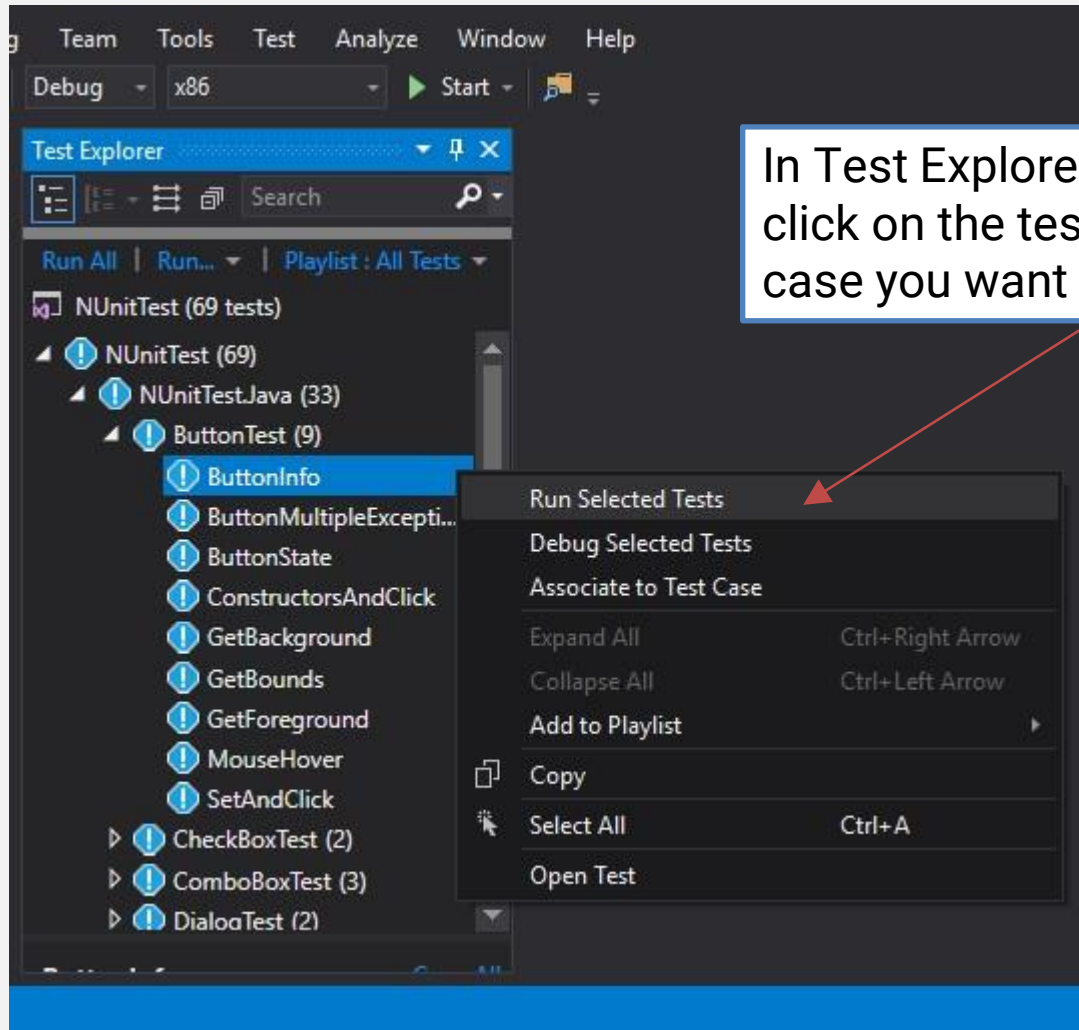 g Team Tools Test Analyze Window Help
Debug x86 Start
Test Explorer
Search
Run All | Run... | Playlist : All Tests
NUnitTest (69 tests)
NUnitTest (69)
NUnitTest.Java (33)
ButtonTest (9)
ButtonInfo
ButtonMultipleExcepti...
ButtonState
ConstructorsAndClick
GetBackground
GetBounds
GetForeground
MouseHover
SetAndClick
CheckBoxTest (2)
ComboBoxTest (3)
DialogTest (2)
Run Selected Tests
Debug Selected Tests
Associate to Test Case
Expand All Ctrl+Right Arrow
Collapse All Ctrl+Left Arrow
Add to Playlist
Copy
Select All Ctrl+A
Open Test
In Test Explore
click on the tes
case you want